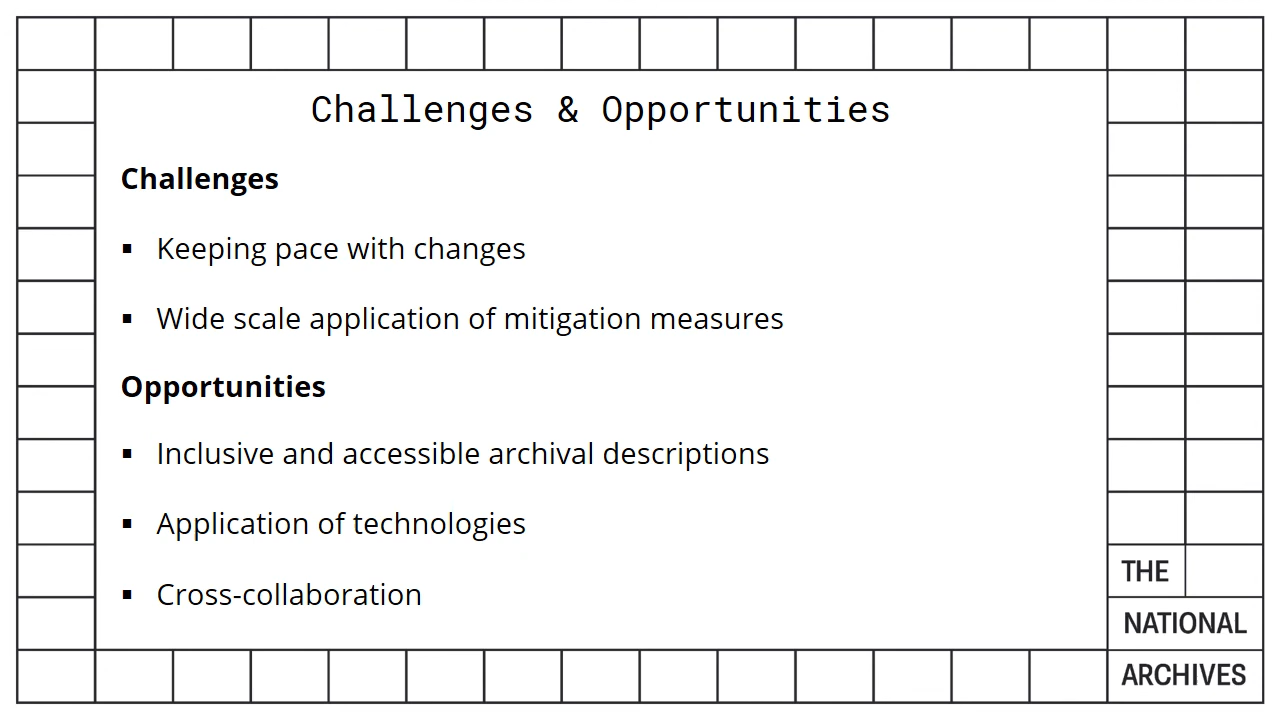 Challenges & Opportunities
Challenges
▪ Keeping pace with changes
▪ Wide scale application of mitigation measures
Opportunities
▪ Inclusive and accessible archival descriptions
▪ Application of technologies
▪ Cross-collaboration
THE
NATIONAL
ARCHIVES